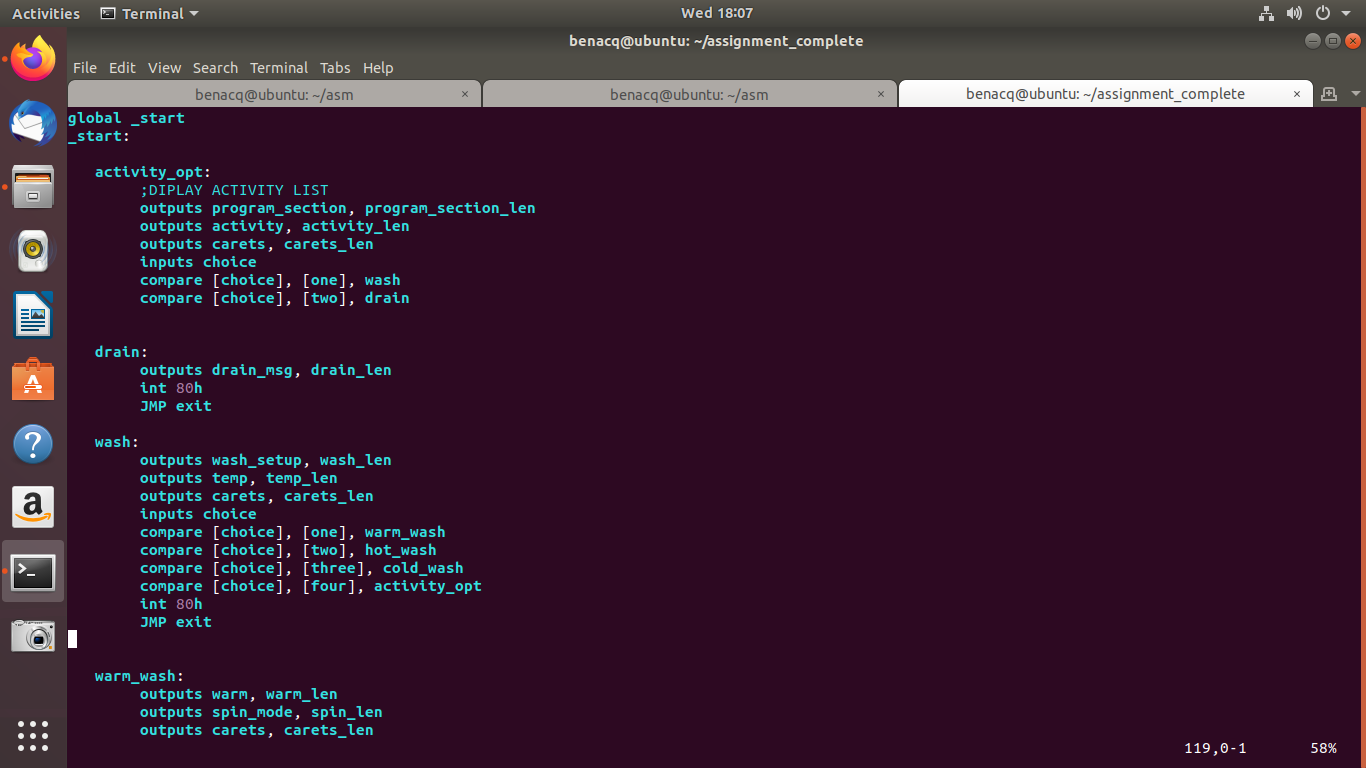 Activities Terminal Wed 18:07
benacq@ubuntu: ~/assignment_complete
File Edit View Search Terminal Tabs Help
benacq@ubuntu: ~/asm × benacq@ubuntu: ~/asm × benacq@ubuntu: ~/assignment_complete ×
global _start
_start:
activity_opt:
;DIPLAY ACTIVITY LIST
outputs program_section, program_section_len
outputs activity, activity_len
outputs carets, carets_len
inputs choice
compare [choice], [one], wash
compare [choice], [two], drain
drain:
outputs drain_msg, drain_len
int 80h
JMP exit
wash:
outputs wash_setup, wash_len
outputs temp, temp_len
outputs carets, carets_len
inputs choice
compare [choice], [one], warm_wash
compare [choice], [two], hot_wash
compare [choice], [three], cold_wash
compare [choice], [four], activity_opt
int 80h
JMP exit
warm_wash:
outputs warm, warm_len
outputs spin_mode, spin_len
outputs carets, carets_len
119,0-1 58%